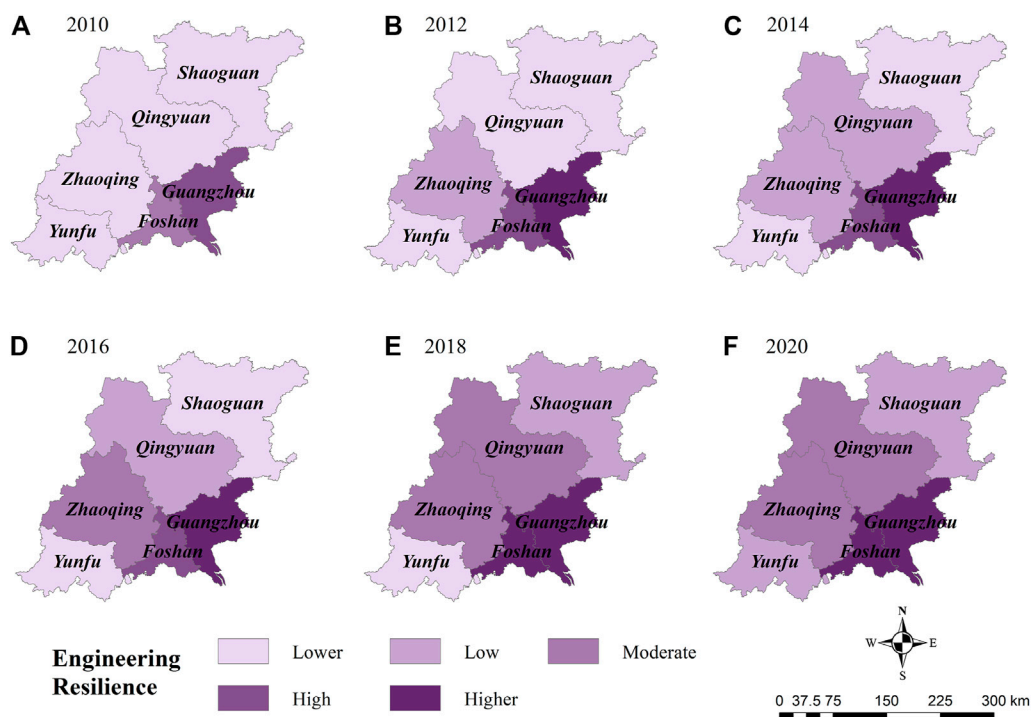 A 2010
Shaoguan
Qingyuan
Zhaoqing
Guangzhou
Foshan
Yunfu
B 2012
Shaoguan
Qingyuan
Zhaoqing
Guangzhou
Foshan
Yunfu
C 2014
Shaoguan
Qingyuan
Zhaoqing
Guangzhou
Foshan
Yunfu
D 2016
Shaoguan
Qingyuan
Zhaoqing
Guangzhou
Foshan
Yunfu
E 2018
Shaoguan
Qingyuan
Zhaoqing
Guangzhou
Foshan
Yunfu
F 2020
Shaoguan
Qingyuan
Zhaoqing
Guangzhou
Foshan
Yunfu
Engineering
Resilience
Lower
Low
Moderate
High
Higher
N
W E
S
0 37.5 75 150 225 300 km